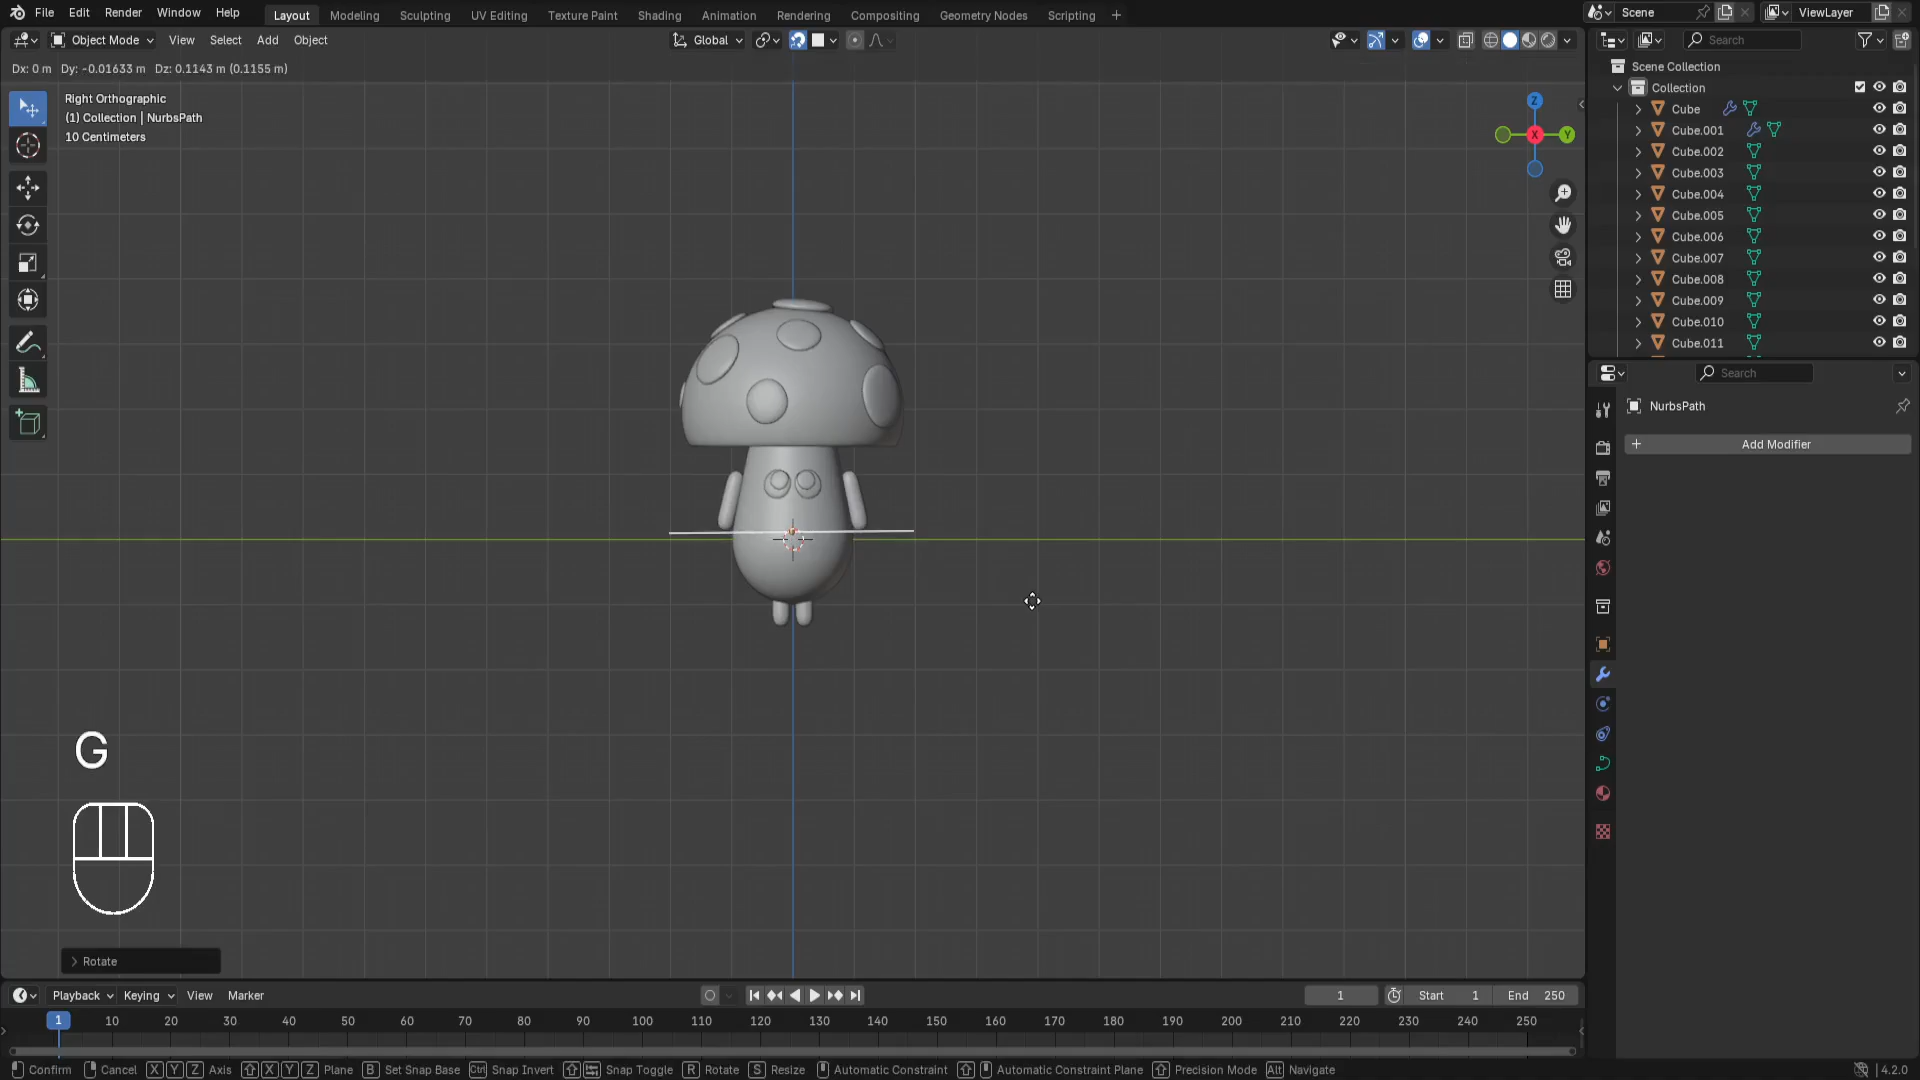 File Edit Render Window Help Layout Modeling Sculpting UV Editing Texture Paint Shading Animation Rendering Compositing Geometry Nodes Scripting + Scene ViewLayer
Object Mode View Select Add Object Global Search
Dx: 0 m Dy: -0.01633 m Dz: 0.1143 m (0.1155 m)
Right Orthographic
(1) Collection | NurbsPath
10 Centimeters
Z
X
Y
Scene Collection
Collection
Cube
Cube.001
Cube.002
Cube.003
Cube.004
Cube.005
Cube.006
Cube.007
Cube.008
Cube.009
Cube.010
Cube.011
Search
NurbsPath
+ Add Modifier
G
> Rotate
Playback Keying View Marker 1 Start 1 End 250
1 10 20 30 40 50 60 70 80 90 100 110 120 130 140 150 160 170 180 190 200 210 220 230 240 250
Confirm Cancel X Y Z Axis X Y Z Plane B Set Snap Base Ctrl Snap Invert Snap Toggle R Rotate S Resize Automatic Constraint Automatic Constraint Plane Precision Mode Alt Navigate 4.2.0